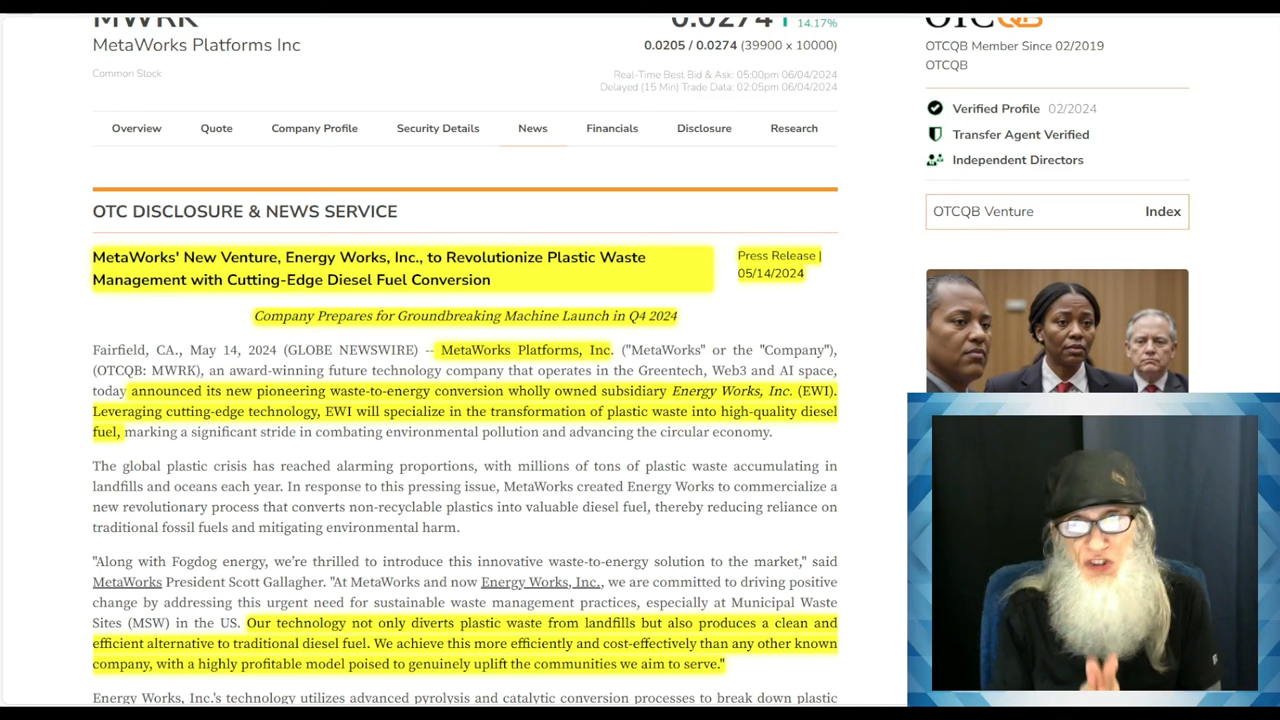 MWRK
0.0274
14.17%
MetaWorks Platforms Inc
0.0205 / 0.0274 (39900 x 10000)
Common Stock
Real-Time Best Bid & Ask: 05:00pm 06/04/2024
Delayed (15 Min) Trade Data: 02:05pm 06/04/2024
Overview Quote Company Profile Security Details News Financials Disclosure Research
OTC DISCLOSURE & NEWS SERVICE
MetaWorks' New Venture, Energy Works, Inc., to Revolutionize Plastic Waste
Management with Cutting-Edge Diesel Fuel Conversion
Press Release |
05/14/2024
Company Prepares for Groundbreaking Machine Launch in Q4 2024
Fairfield, CA., May 14, 2024 (GLOBE NEWSWIRE) -- MetaWorks Platforms, Inc. ("MetaWorks" or the "Company"),
(OTCQB: MWRK), an award-winning future technology company that operates in the Greentech, Web3 and AI space,
today announced its new pioneering waste-to-energy conversion wholly owned subsidiary Energy Works, Inc. (EWI).
Leveraging cutting-edge technology, EWI will specialize in the transformation of plastic waste into high-quality diesel
fuel, marking a significant stride in combating environmental pollution and advancing the circular economy.
The global plastic crisis has reached alarming proportions, with millions of tons of plastic waste accumulating in
landfills and oceans each year. In response to this pressing issue, MetaWorks created Energy Works to commercialize a
new revolutionary process that converts non-recyclable plastics into valuable diesel fuel, thereby reducing reliance on
traditional fossil fuels and mitigating environmental harm.
"Along with Fogdog energy, we're thrilled to introduce this innovative waste-to-energy solution to the market," said
MetaWorks President Scott Gallagher. "At MetaWorks and now Energy Works, Inc., we are committed to driving positive
change by addressing this urgent need for sustainable waste management practices, especially at Municipal Waste
Sites (MSW) in the US. Our technology not only diverts plastic waste from landfills but also produces a clean and
efficient alternative to traditional diesel fuel. We achieve this more efficiently and cost-effectively than any other known
company, with a highly profitable model poised to genuinely uplift the communities we aim to serve."
Energy Works, Inc.'s technology utilizes advanced pyrolysis and catalytic conversion processes to break down plastic
OTCQB
OTCQB Member Since 02/2019
OTCQB
Verified Profile 02/2024
Transfer Agent Verified
Independent Directors
OTCQB Venture Index